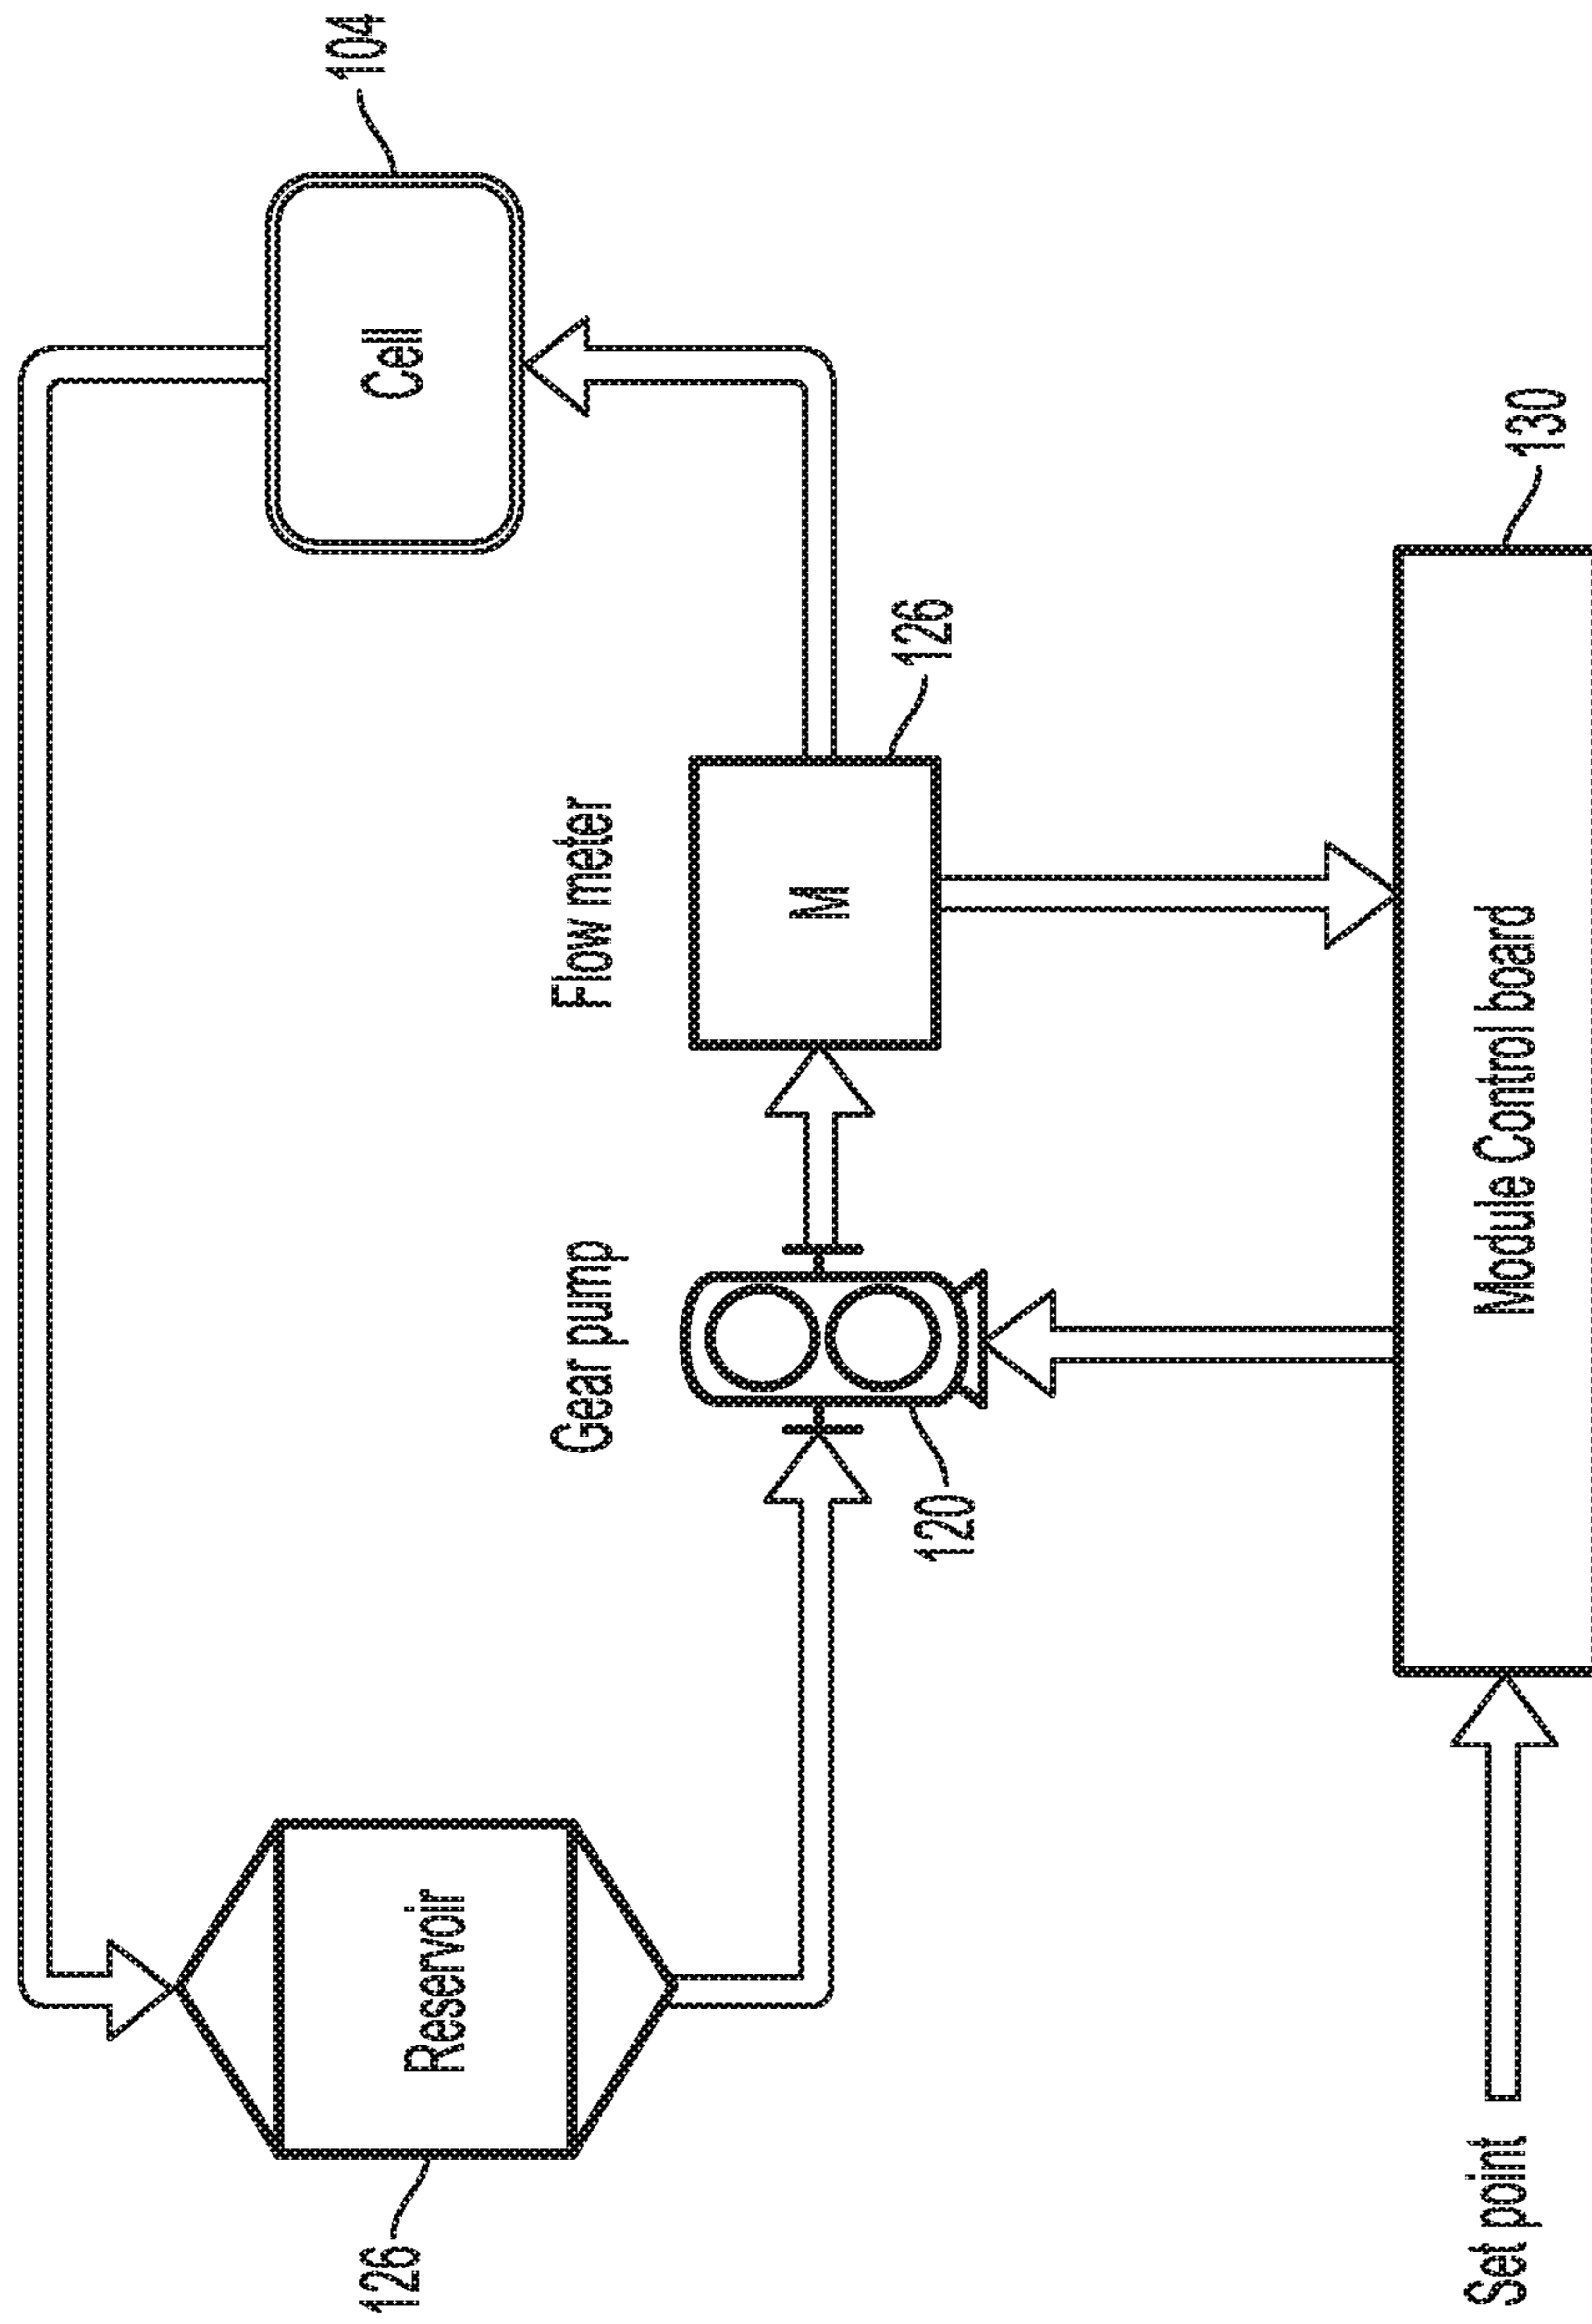 104
Cell
Reservoir
126
Gear pump
Flow meter
M
126
120
Module Control board
130
Set point